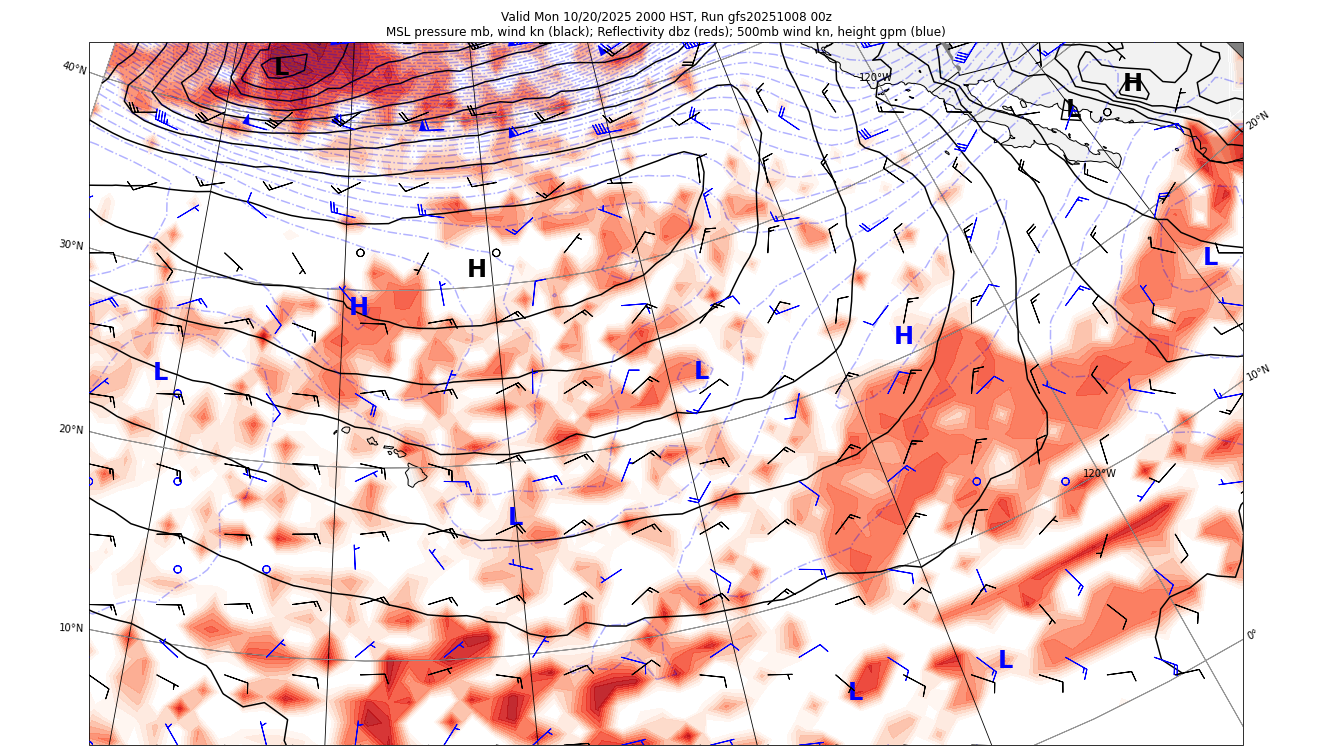 Valid Mon 10/20/2025 2000 HST, Run gfs20251008 00z
MSL pressure mb, wind kn (black); Reflectivity dbz (reds); 500mb wind kn, height gpm (blue)
40°N
L
120°W
H
L
20°N
30°N
H
L
H
H
L
L
10°N
20°N
120°W
L
10°N
0°
L
L